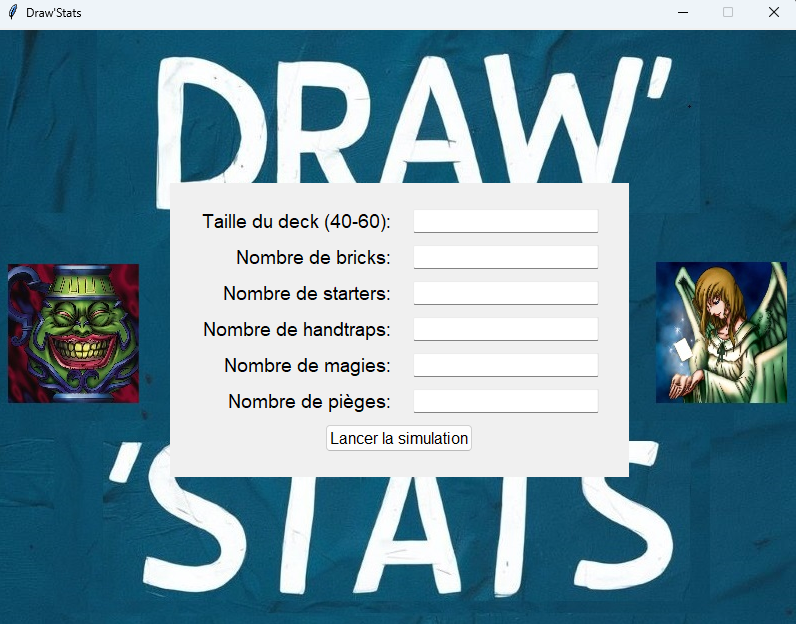 Draw'Stats
DRAW'
Taille du deck (40-60):
Nombre de bricks:
Nombre de starters:
Nombre de handtraps:
Nombre de magies:
Nombre de pièges:
Lancer la simulation
'STATS